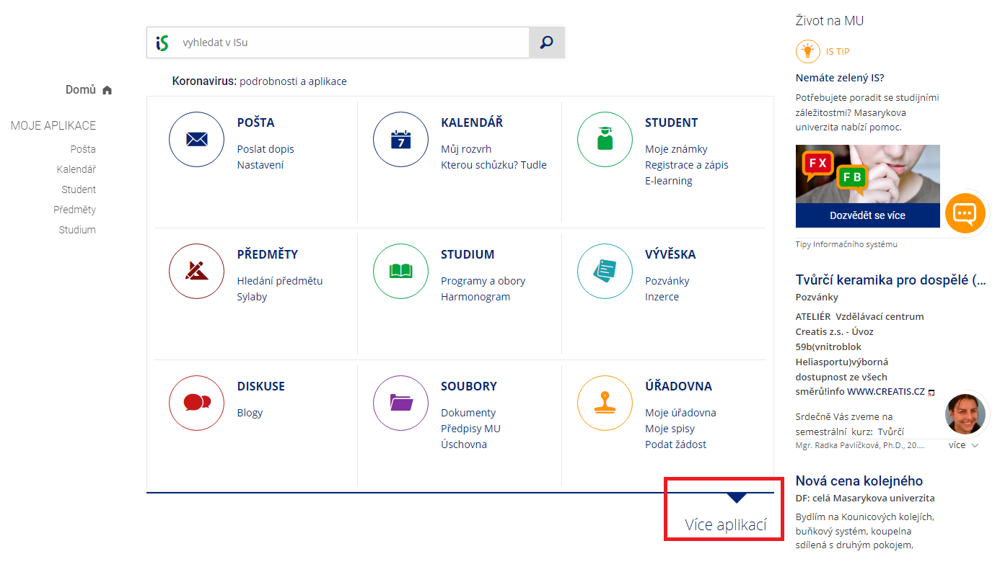 Domů
MOJE APLIKACE
Pošta
Kalendář
Student
Předměty
Studium
iS vyhledat v ISu
Koronavirus: podrobnosti a aplikace
POŠTA
Poslat dopis
Nastavení
7
KALENDÁŘ
Můj rozvrh
Kterou schůzku? Tudle
STUDENT
Moje známky
Registrace a zápis
E-learning
PŘEDMĚTY
Hledání předmětu
Sylaby
STUDIUM
Programy a obory
Harmonogram
VÝVĚSKA
Pozvánky
Inzerce
DISKUSE
Blogy
SOUBORY
Dokumenty
Předpisy MU
Úschovna
ÚŘADOVNA
Moje úřadovna
Moje spisy
Podat žádost
Více aplikací
Život na MU
IS TIP
Nemáte zelený IS?
Potřebujete poradit se studijními
záležitostmi? Masarykova
univerzita nabízí pomoc.
F X
F B
Dozvědět se více
Tipy Informačního systému
Tvůrčí keramika pro dospělé (...
Pozvánky
ATELIÉR Vzdělávací centrum
Creatis z.s. - Úvoz
59b(vnitroblok
Heliasportu)výborná
dostupnost ze všech
směrů!info WWW.CREATIS.CZ
Srdečně Vás zveme na
semestrální kurz: Tvůrčí
Mgr. Radka Pavlíčková, Ph.D., 20.... více
Nová cena kolejného
DF: celá Masarykova univerzita
Bydlím na Kounicových kolejích,
buňkový systém, koupelna
sdílená s druhým pokojem,